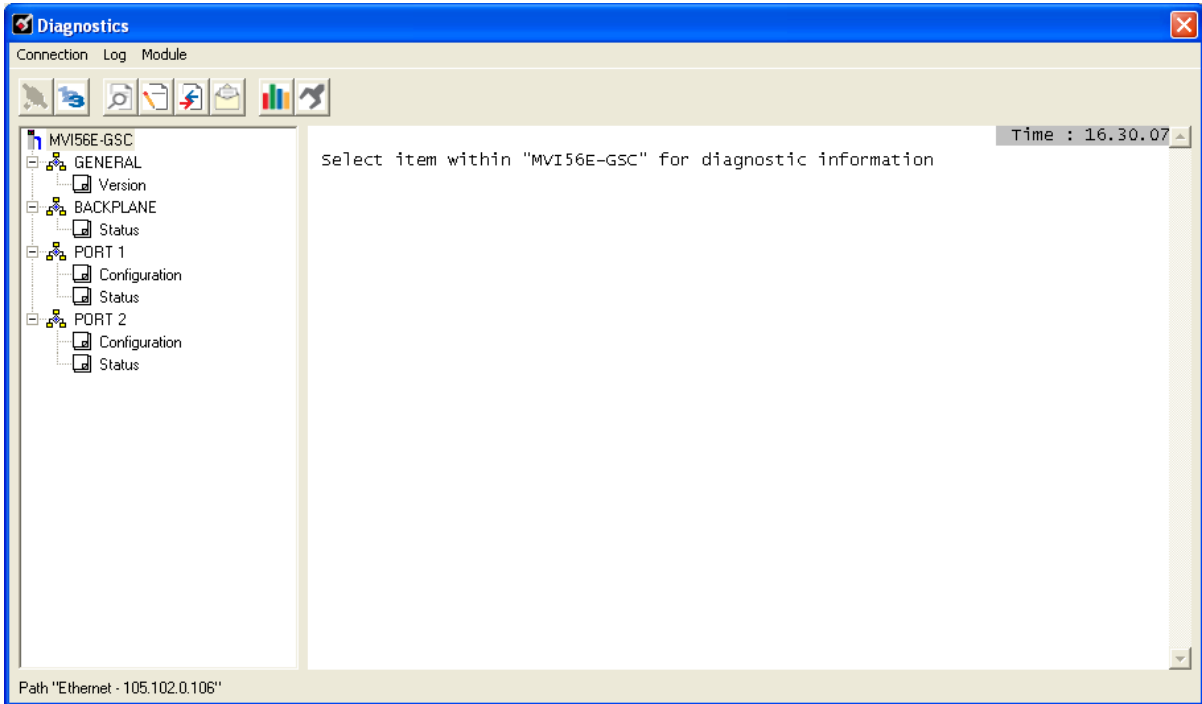 Diagnostics
Connection Log Module
MVI56E-GSC
GENERAL
Version
BACKPLANE
Status
PORT 1
Configuration
Status
PORT 2
Configuration
Status
Time : 16.30.07
Select item within "MVI56E-GSC" for diagnostic information
Path "Ethernet - 105.102.0.106"